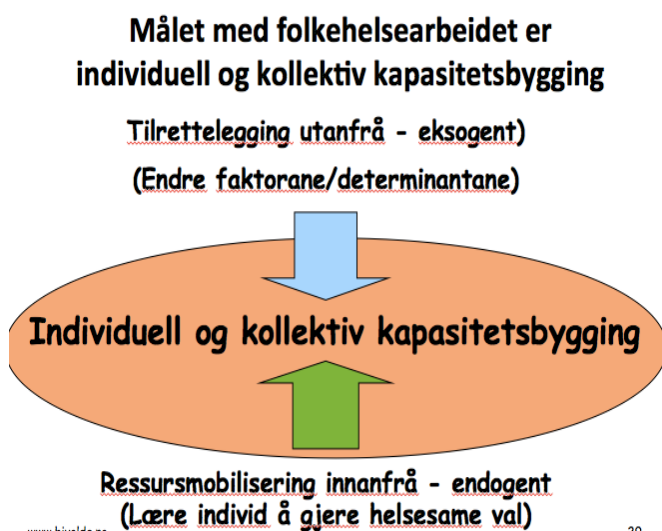 Målet med folkehelsearbeidet er
individuell og kollektiv kapasitetsbygging
Tilrettelegging utanfrå - eksogent)
(Endre faktorane/determinantane)
Individuell og kollektiv kapasitetsbygging
Ressursmobilisering innanfrå - endogent
(Lære individ å gjere helsesame val)